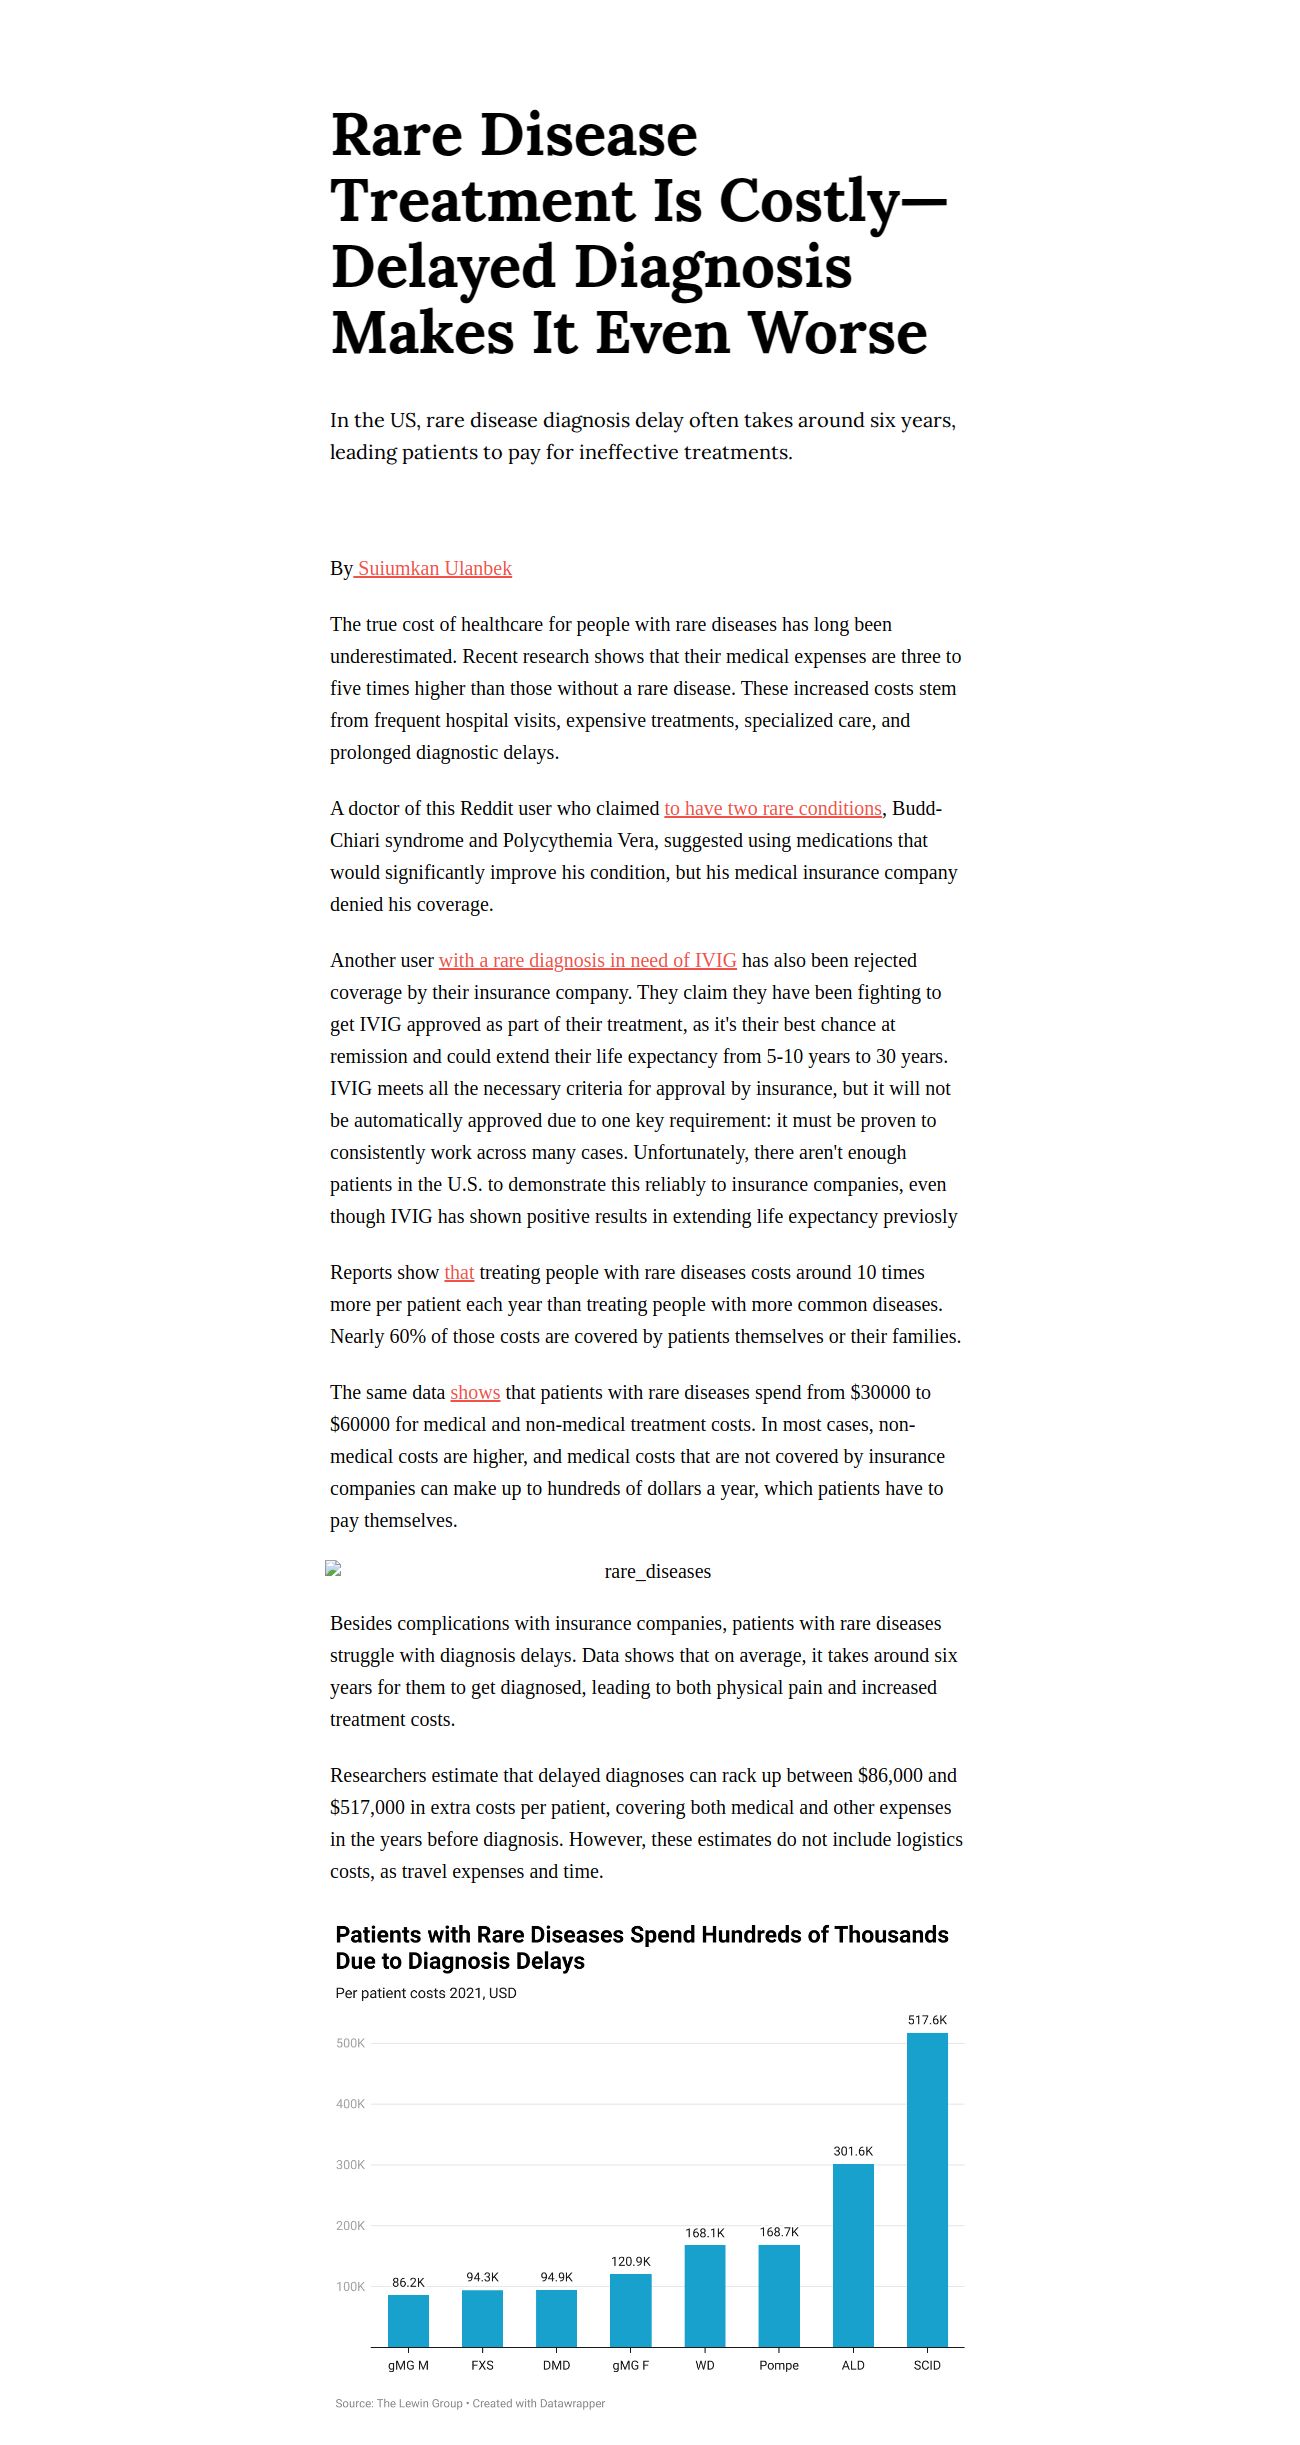 Rare Disease
Treatment Is Costly—
Delayed Diagnosis
Makes It Even Worse
In the US, rare disease diagnosis delay often takes around six years,
leading patients to pay for ineffective treatments.
By Suiumkan Ulanbek
The true cost of healthcare for people with rare diseases has long been
underestimated. Recent research shows that their medical expenses are three to
five times higher than those without a rare disease. These increased costs stem
from frequent hospital visits, expensive treatments, specialized care, and
prolonged diagnostic delays.
A doctor of this Reddit user who claimed to have two rare conditions, Budd-
Chiari syndrome and Polycythemia Vera, suggested using medications that
would significantly improve his condition, but his medical insurance company
denied his coverage.
Another user with a rare diagnosis in need of IVIG has also been rejected
coverage by their insurance company. They claim they have been fighting to
get IVIG approved as part of their treatment, as it's their best chance at
remission and could extend their life expectancy from 5-10 years to 30 years.
IVIG meets all the necessary criteria for approval by insurance, but it will not
be automatically approved due to one key requirement: it must be proven to
consistently work across many cases. Unfortunately, there aren't enough
patients in the U.S. to demonstrate this reliably to insurance companies, even
though IVIG has shown positive results in extending life expectancy previosly
Reports show that treating people with rare diseases costs around 10 times
more per patient each year than treating people with more common diseases.
Nearly 60% of those costs are covered by patients themselves or their families.
The same data shows that patients with rare diseases spend from $30000 to
$60000 for medical and non-medical treatment costs. In most cases, non-
medical costs are higher, and medical costs that are not covered by insurance
companies can make up to hundreds of dollars a year, which patients have to
pay themselves.
rare_diseases
Besides complications with insurance companies, patients with rare diseases
struggle with diagnosis delays. Data shows that on average, it takes around six
years for them to get diagnosed, leading to both physical pain and increased
treatment costs.
Researchers estimate that delayed diagnoses can rack up between $86,000 and
$517,000 in extra costs per patient, covering both medical and other expenses
in the years before diagnosis. However, these estimates do not include logistics
costs, as travel expenses and time.
Patients with Rare Diseases Spend Hundreds of Thousands
Due to Diagnosis Delays
Per patient costs 2021, USD
517.6K
500K
400K
301.6K
300K
200K
168.1K 168.7K
120.9K
86.2K 94.3K 94.9K
100K
gMG M FXS DMD gMG F WD Pompe ALD SCID
Source: The Lewin Group • Created with Datawrapper